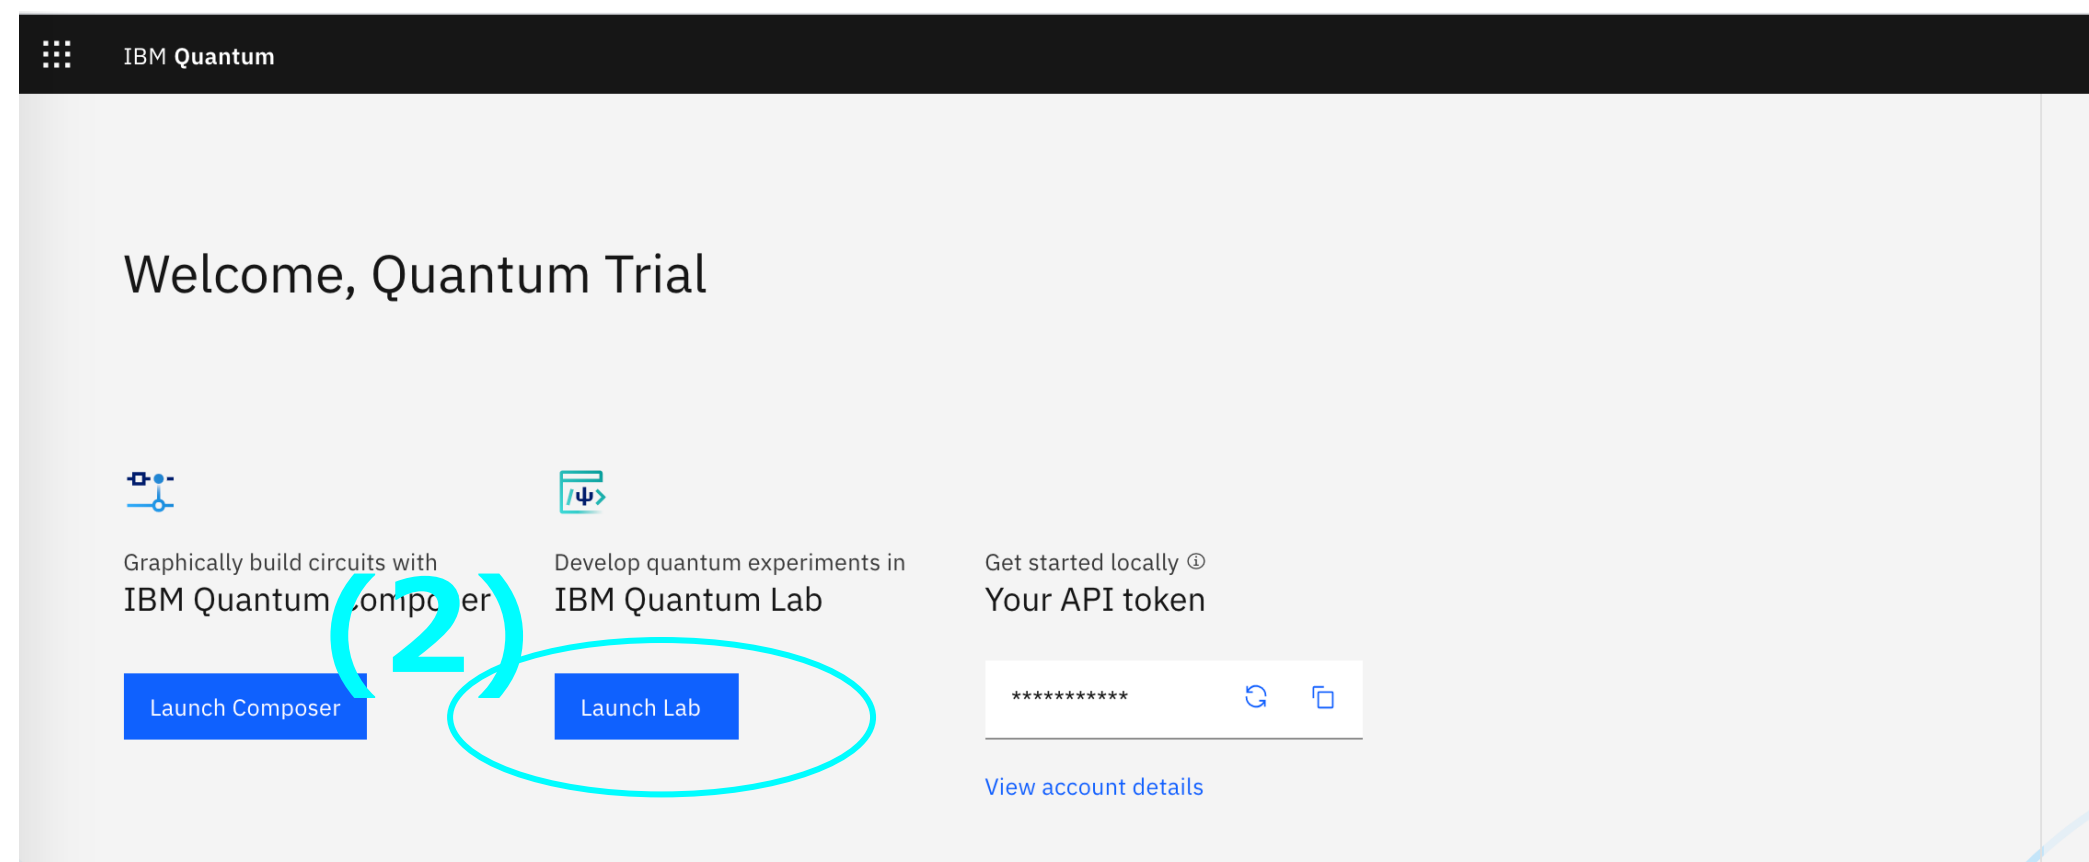 IBM Quantum
Welcome, Quantum Trial
Graphically build circuits with
IBM Quantum Composer
(2)
Launch Composer
Develop quantum experiments in
IBM Quantum Lab
Launch Lab
Get started locally
Your API token
***********
View account details